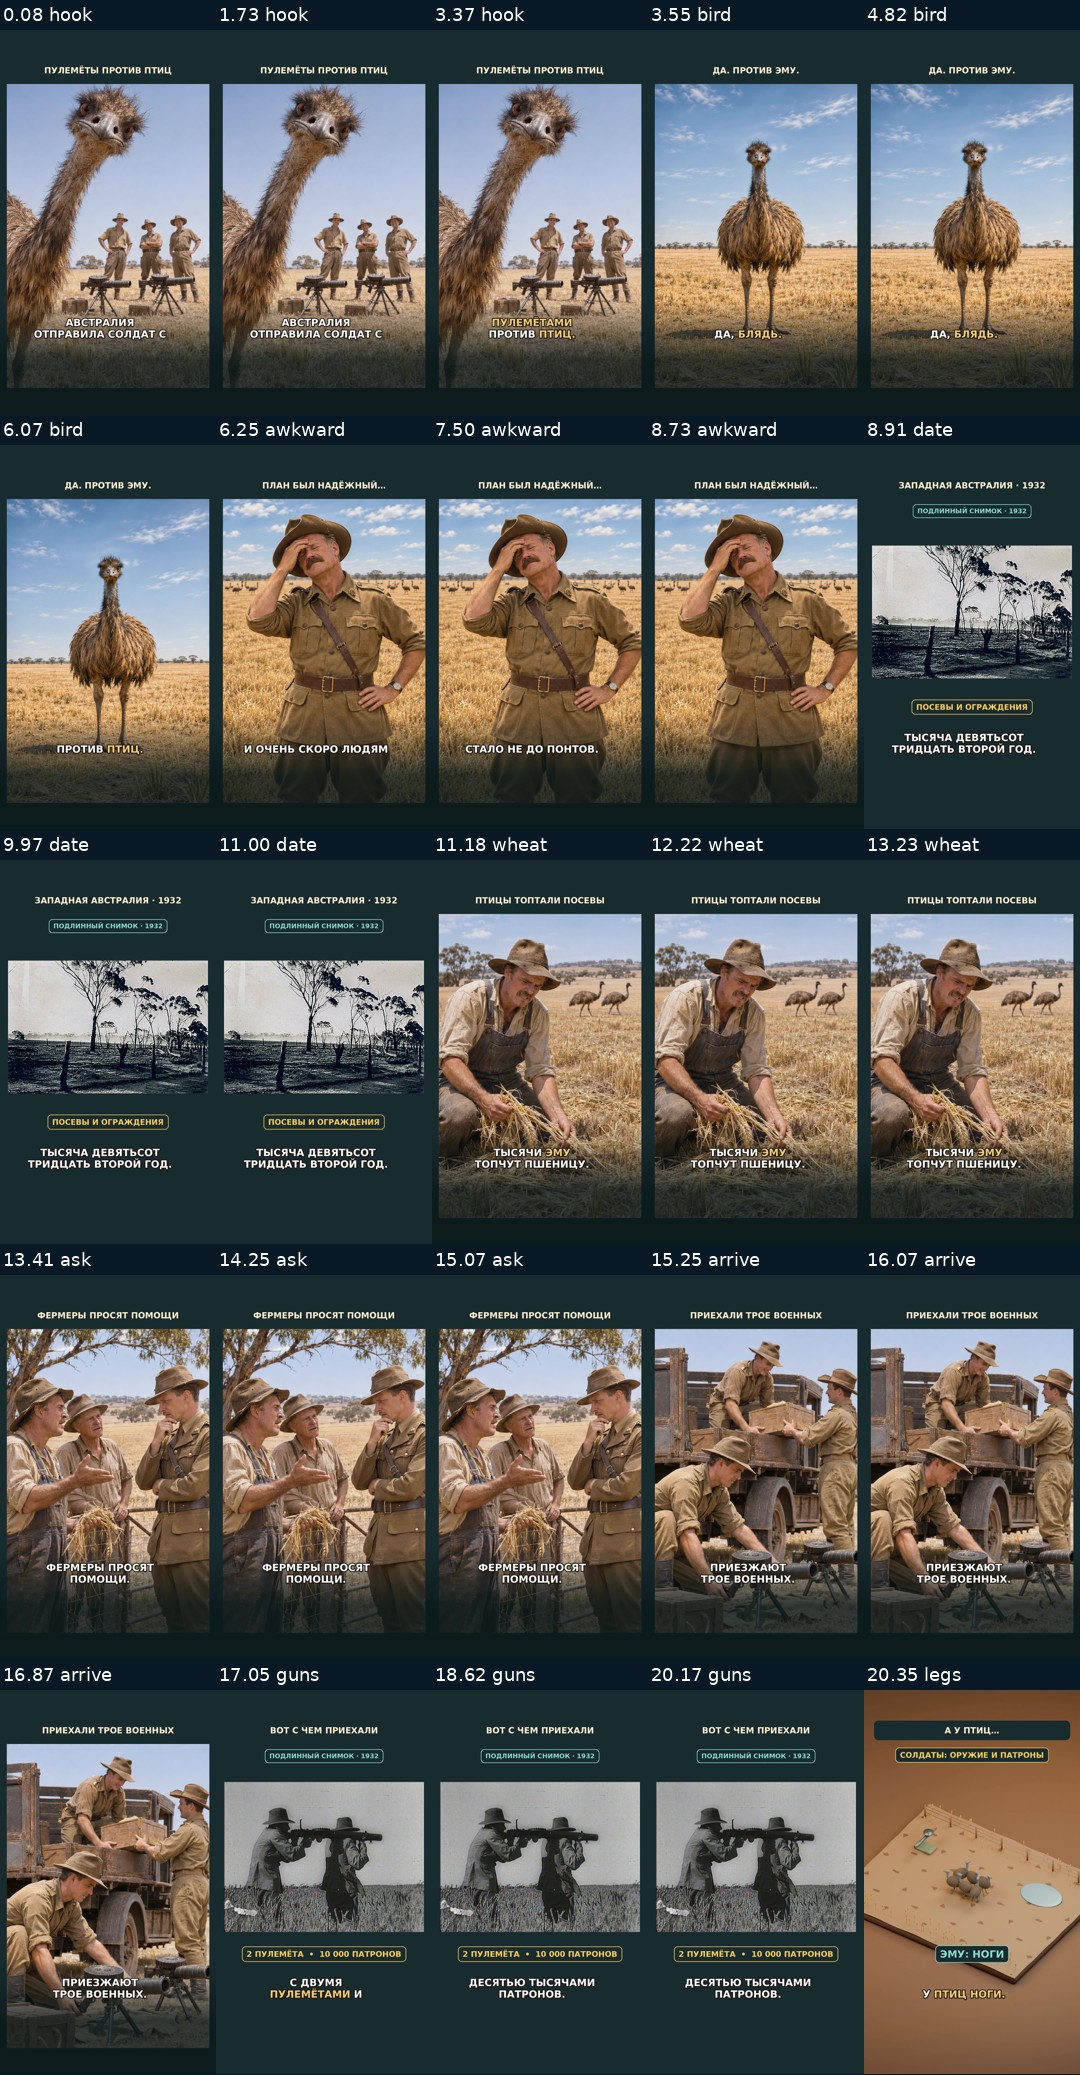 0.08 hook
ПУЛЕМЁТЫ ПРОТИВ ПТИЦ
АВСТРАЛИЯ
ОТПРАВИЛА СОЛДАТ С
1.73 hook
ПУЛЕМЁТЫ ПРОТИВ ПТИЦ
АВСТРАЛИЯ
ОТПРАВИЛА СОЛДАТ С
3.37 hook
ПУЛЕМЁТЫ ПРОТИВ ПТИЦ
ПУЛЕМЕТАМИ
ПРОТИВ ПТИЦ.
3.55 bird
ДА. ПРОТИВ ЭМУ.
ДА, БЛЯДЬ.
4.82 bird
ДА. ПРОТИВ ЭМУ.
ДА, БЛЯДЬ.
6.07 bird
ДА. ПРОТИВ ЭМУ.
ПРОТИВ ПТИЦ.
6.25 awkward
ПЛАН БЫЛ НАДЁЖНЫЙ...
И ОЧЕНЬ СКОРО ЛЮДЯМ
7.50 awkward
ПЛАН БЫЛ НАДЁЖНЫЙ...
СТАЛО НЕ ДО ПОНТОВ.
8.73 awkward
ПЛАН БЫЛ НАДЁЖНЫЙ...
8.91 date
ЗАПАДНАЯ АВСТРАЛИЯ · 1932
ПОДЛИННЫЙ СНИМОК · 1932
ПОСЕВЫ И ОГРАЖДЕНИЯ
ТЫСЯЧА ДЕВЯТЬСОТ
ТРИДЦАТЬ ВТОРОЙ ГОД.
9.97 date
ЗАПАДНАЯ АВСТРАЛИЯ · 1932
ПОДЛИННЫЙ СНИМОК · 1932
ПОСЕВЫ И ОГРАЖДЕНИЯ
ТЫСЯЧА ДЕВЯТЬСОТ
ТРИДЦАТЬ ВТОРОЙ ГОД.
11.00 date
ЗАПАДНАЯ АВСТРАЛИЯ · 1932
ПОДЛИННЫЙ СНИМОК · 1932
ПОСЕВЫ И ОГРАЖДЕНИЯ
ТЫСЯЧА ДЕВЯТЬСОТ
ТРИДЦАТЬ ВТОРОЙ ГОД.
11.18 wheat
ПТИЦЫ ТОПТАЛИ ПОСЕВЫ
ТЫСЯЧИ ЭМУ
ТОПЧУТ ПШЕНИЦУ.
12.22 wheat
ПТИЦЫ ТОПТАЛИ ПОСЕВЫ
ТЫСЯЧИ ЭМУ
ТОПЧУТ ПШЕНИЦУ.
13.23 wheat
ПТИЦЫ ТОПТАЛИ ПОСЕВЫ
ТЫСЯЧИ ЭМУ
ТОПЧУТ ПШЕНИЦУ.
13.41 ask
ФЕРМЕРЫ ПРОСЯТ ПОМОЩИ
ФЕРМЕРЫ ПРОСЯТ
ПОМОЩИ.
14.25 ask
ФЕРМЕРЫ ПРОСЯТ ПОМОЩИ
ФЕРМЕРЫ ПРОСЯТ
ПОМОЩИ.
15.07 ask
ФЕРМЕРЫ ПРОСЯТ ПОМОЩИ
ФЕРМЕРЫ ПРОСЯТ
ПОМОЩИ.
15.25 arrive
ПРИЕХАЛИ ТРОЕ ВОЕННЫХ
ПРИЕЗЖАЮТ
ТРОЕ ВОЕННЫХ.
16.07 arrive
ПРИЕХАЛИ ТРОЕ ВОЕННЫХ
ПРИЕЗЖАЮТ
ТРОЕ ВОЕННЫХ.
16.87 arrive
ПРИЕХАЛИ ТРОЕ ВОЕННЫХ
ПРИЕЗЖАЮТ
ТРОЕ ВОЕННЫХ.
17.05 guns
ВОТ С ЧЕМ ПРИЕХАЛИ
ПОДЛИННЫЙ СНИМОК · 1932
2 ПУЛЕМЁТА • 10 000 ПАТРОНОВ
С ДВУМЯ
ПУЛЕМЁТАМИ И
18.62 guns
ВОТ С ЧЕМ ПРИЕХАЛИ
ПОДЛИННЫЙ СНИМОК · 1932
2 ПУЛЕМЁТА • 10 000 ПАТРОНОВ
ДЕСЯТЬЮ ТЫСЯЧАМИ
ПАТРОНОВ.
20.17 guns
ВОТ С ЧЕМ ПРИЕХАЛИ
ПОДЛИННЫЙ СНИМОК · 1932
2 ПУЛЕМЁТА • 10 000 ПАТРОНОВ
ДЕСЯТЬЮ ТЫСЯЧАМИ
ПАТРОНОВ.
20.35 legs
А У ПТИЦ...
СОЛДАТЫ: ОРУЖИЕ И ПАТРОНЫ
ЭМУ: НОГИ
У ПТИЦ НОГИ.